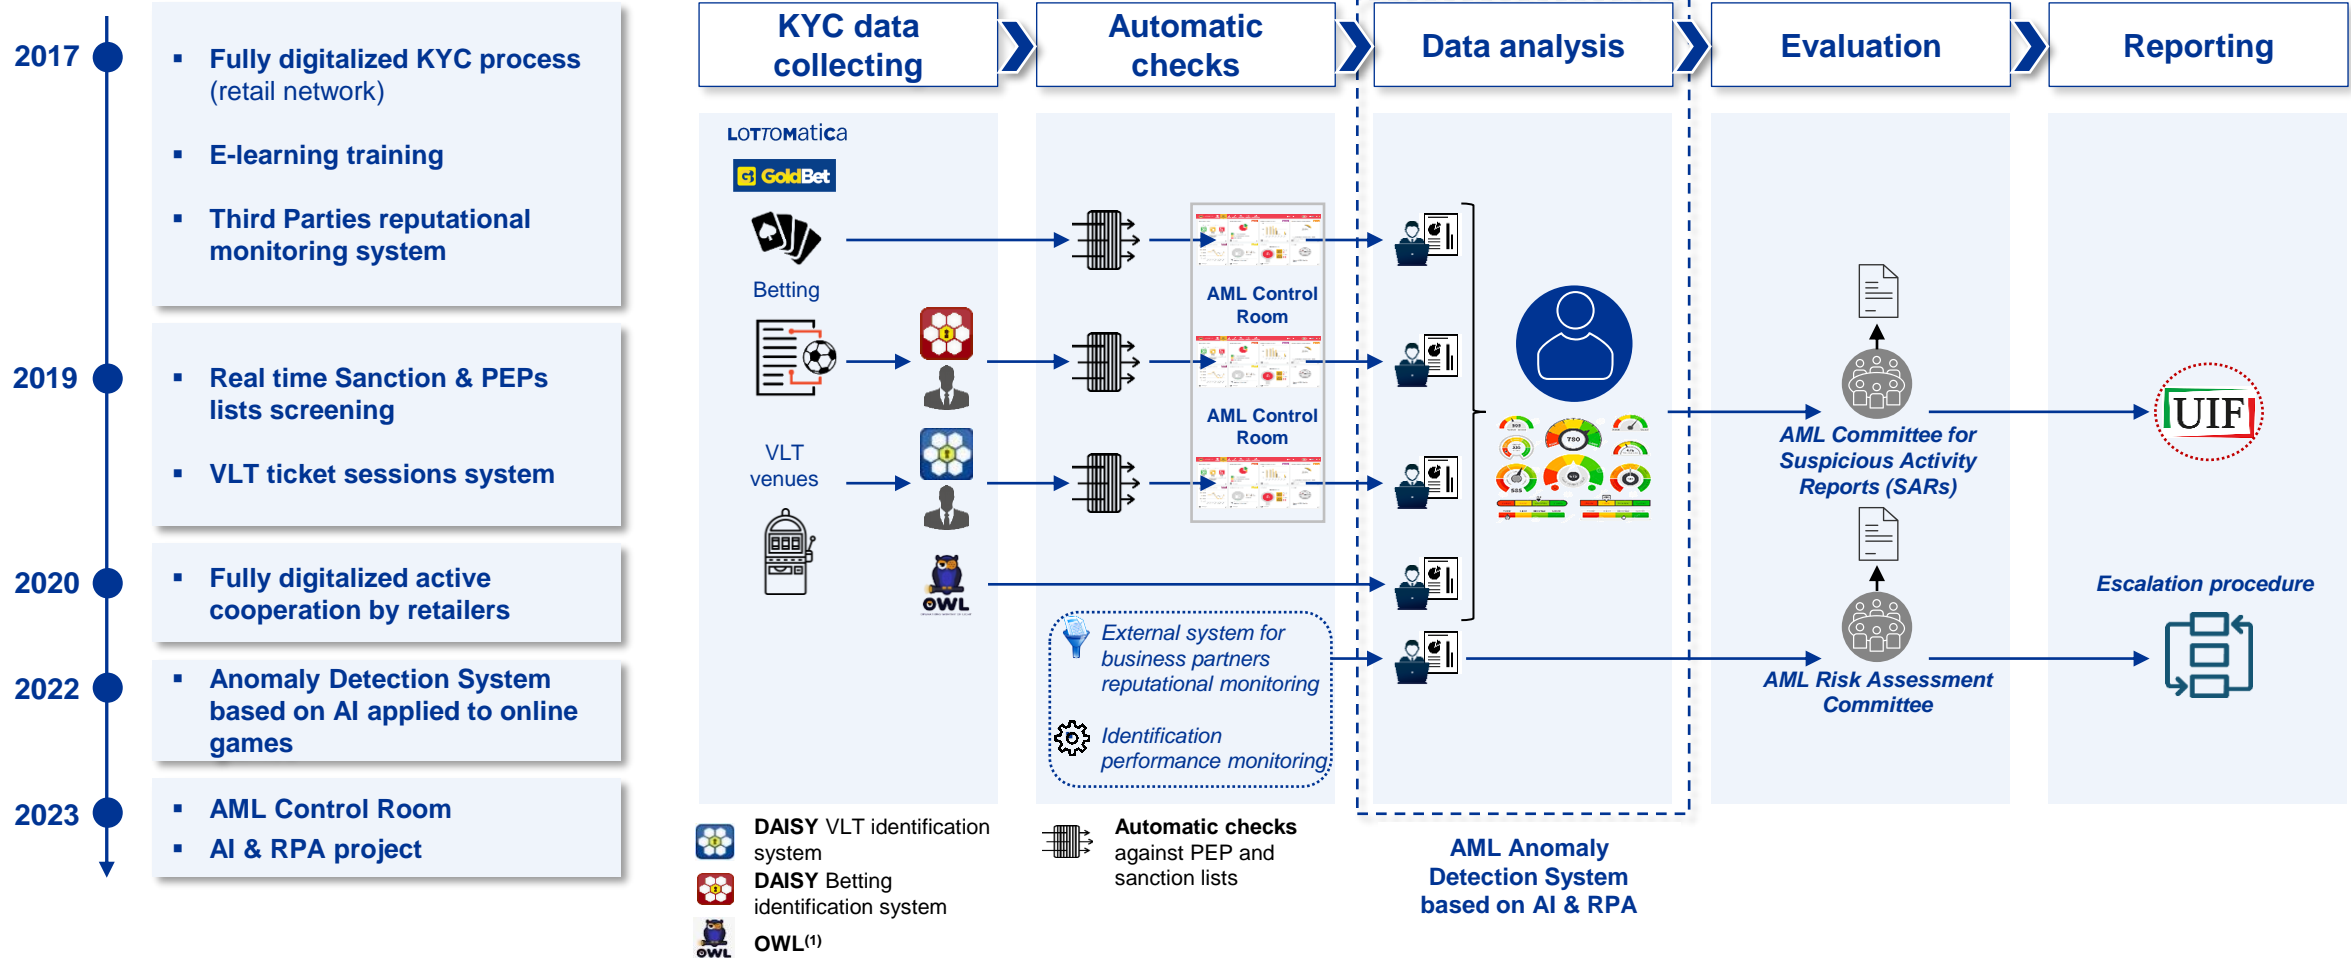 2017
▪ Fully digitalized KYC process
(retail network)
▪ E-learning training
▪ Third Parties reputational
monitoring system
2019
▪ Real time Sanction & PEPs
lists screening
▪ VLT ticket sessions system
2020
▪ Fully digitalized active
cooperation by retailers
2022
▪ Anomaly Detection System
based on AI applied to online
games
2023
▪ AML Control Room
▪ AI & RPA project
KYC data
collecting
Automatic
checks
Data analysis
Evaluation
Reporting
LOTTOMatica
GoldBet
Betting
VLT
venues
OWL
AML Control
Room
AML Control
Room
External system for
business partners
reputational monitoring
Identification
performance monitoring
780
AML Committee for
Suspicious Activity
Reports (SARs)
AML Risk Assessment
Committee
UIF
Escalation procedure
DAISY VLT identification
system
DAISY Betting
identification system
OWL
OWL(1)
Automatic checks
against PEP and
sanction lists
AML Anomaly
Detection System
based on AI & RPA